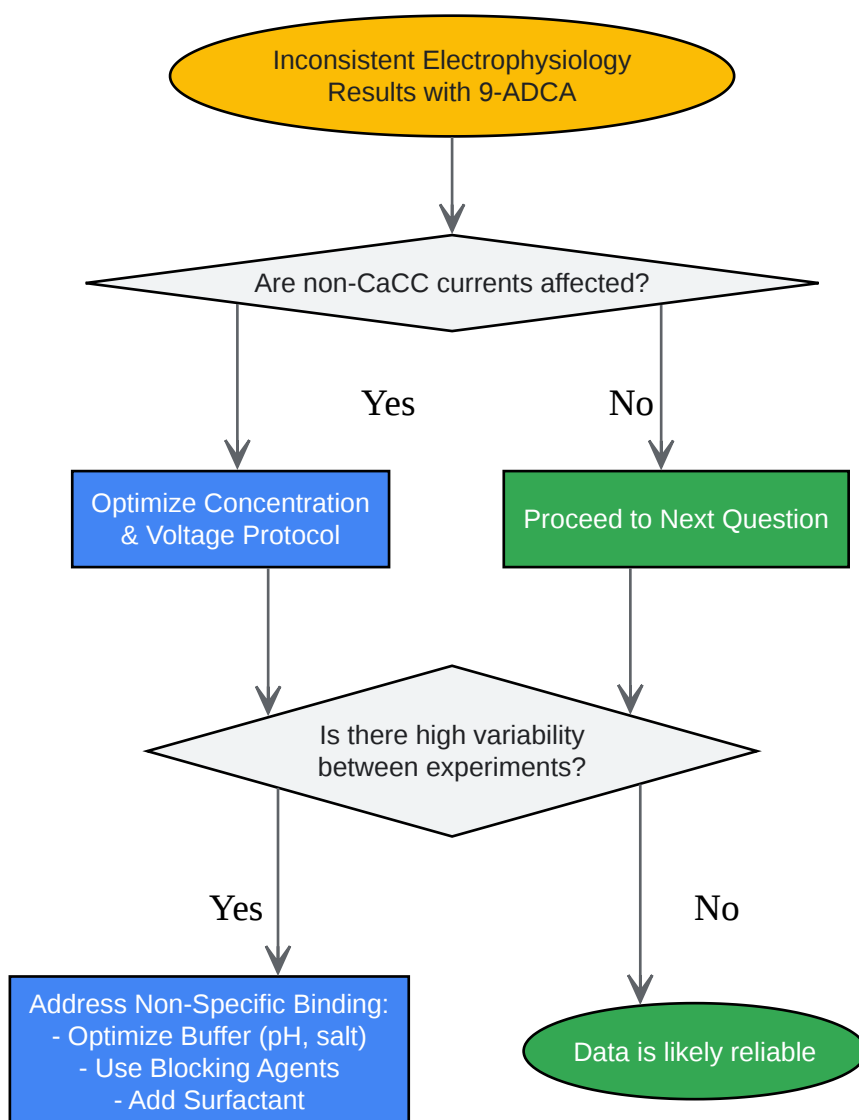 Inconsistent Electrophysiology
Results with 9-ADCA
Are non-CaCC currents affected?
Yes
No
Optimize Concentration
& Voltage Protocol
Proceed to Next Question
Is there high variability
between experiments?
Yes
No
Address Non-Specific Binding:
- Optimize Buffer (pH, salt)
- Use Blocking Agents
- Add Surfactant
Data is likely reliable